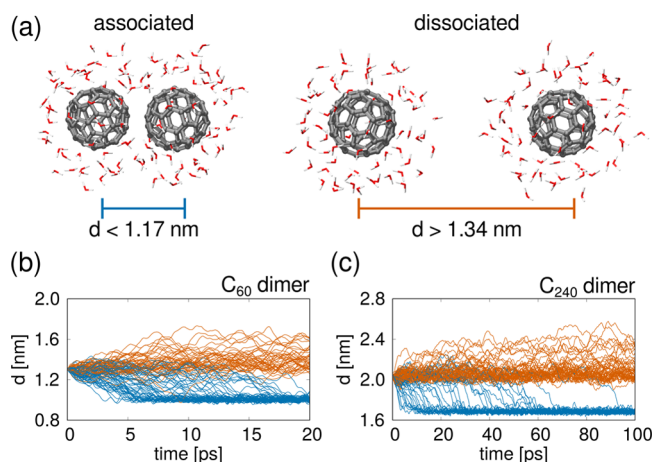 (a) associated dissociated
d < 1.17 nm d > 1.34 nm
(b) C60 dimer (c) C240 dimer
2.0 2.8
1.6 2.4
d [nm] d [nm]
1.2 2.0
0.8 1.6
0 5 10 15 20 0 20 40 60 80 100
time [ps] time [ps]